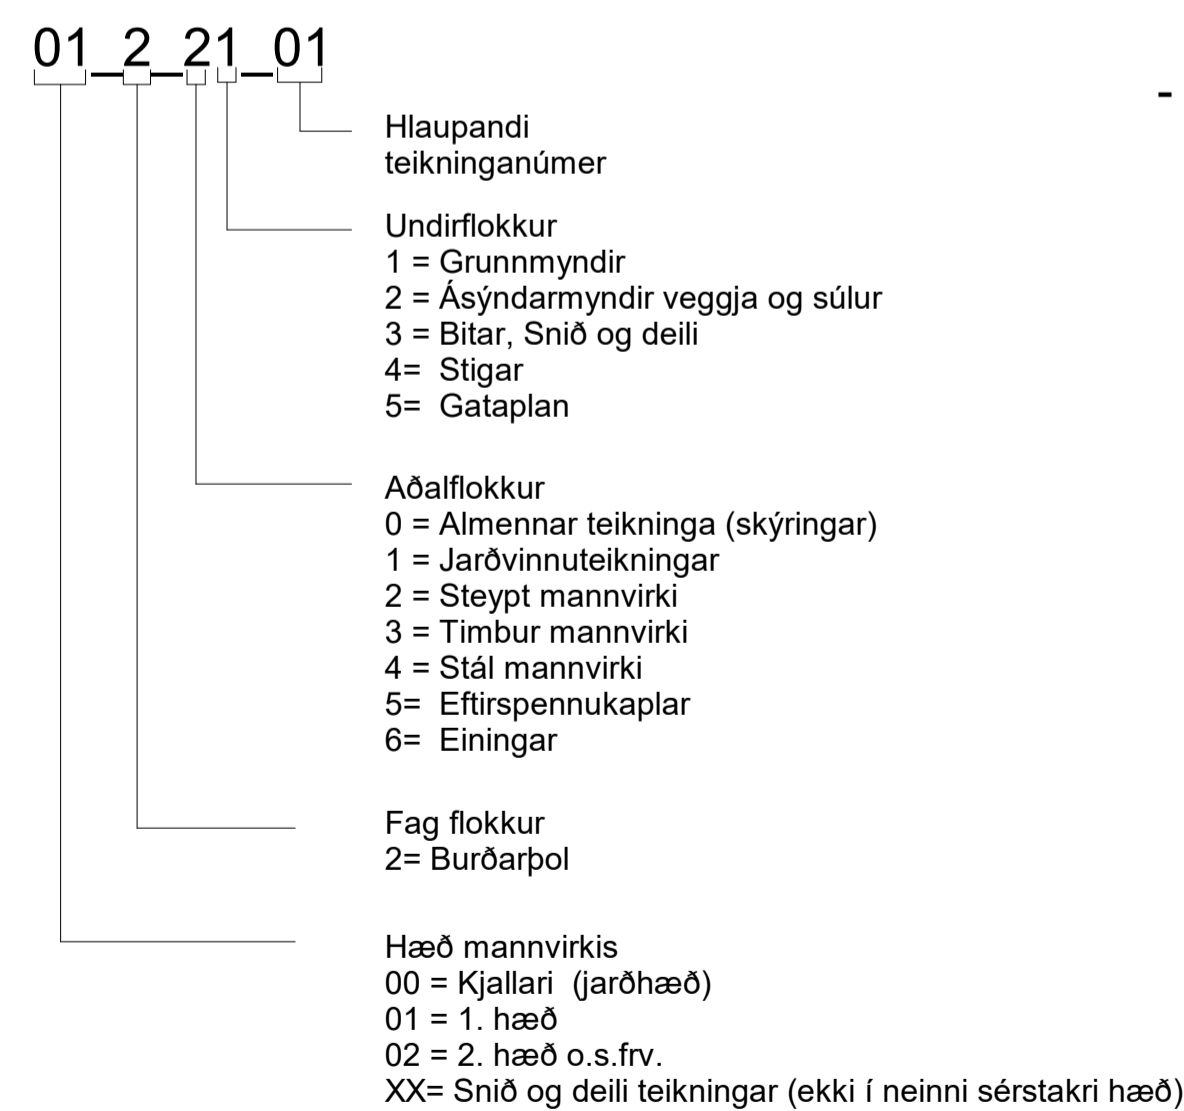 01_2_21_01
-
Hlaupandi
teikninganúmer
Undirflokkur
1 = Grunnmyndir
2 = Ásýndarmyndir veggja og súlur
3 = Bitar, Snið og deili
4= Stigar
5= Gataplan
Aðalflokkur
0 = Almennar teikninga (skýringar)
1 = Jarðvinnuteikningar
2 = Steypt mannvirki
3 = Timbur mannvirki
4 = Stál mannvirki
5= Eftirspennukaplar
6= Einingar
Fag flokkur
2= Burðarþol
Hæð mannvirkis
00 = Kjallari (jarðhæð)
01 = 1. hæð
02 = 2. hæð o.s.frv.
XX= Snið og deili teikningar (ekki í neinni sérstakri hæð)